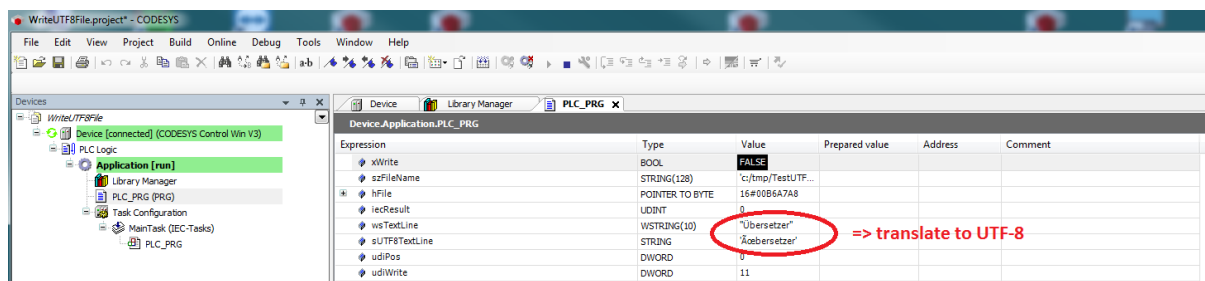 WriteUTF8File.project* - CODESYS
File Edit View Project Build Online Debug Tools Window Help
Devices
Device Library Manager PLC_PRG
WriteUTF8File
Device.Application.PLC_PRG
Device [connected] (CODESYS Control Win V3)
Expression Type Value Prepared value Address Comment
PLC Logic
xWrite BOOL FALSE
Application [run]
szFileName STRING(128) 'c:/tmp/TestUTF...
Library Manager
hFile POINTER TO BYTE 16#00B6A7A8
PLC_PRG (PRG)
iecResult UDINT 0
Task Configuration
wsTextLine WSTRING(10) "Übersetzer"
MainTask (IEC-Tasks)
sUTF8TextLine STRING 'Ãœbersetzer'
=> translate to UTF-8
PLC_PRG
udiPos DWORD 0
udiWrite DWORD 11